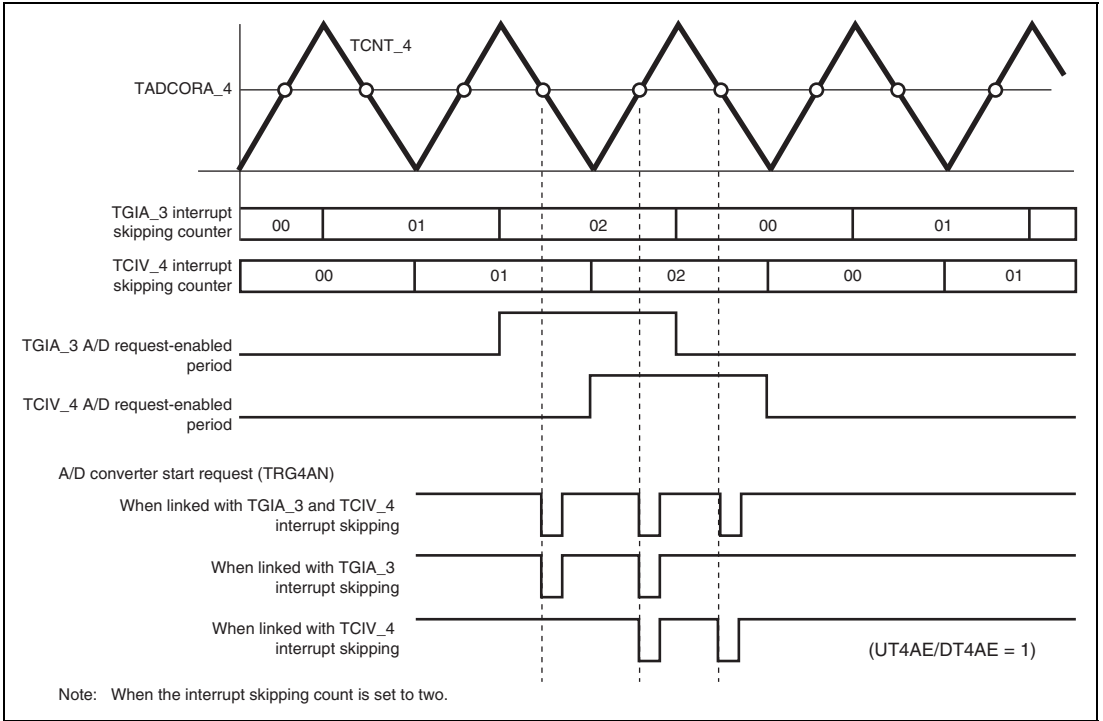 TCNT_4
TADCORA_4
TGIA_3 interrupt
skipping counter
00 01 02 00 01
TCIV_4 interrupt
skipping counter
00 01 02 00 01
TGIA_3 A/D request-enabled
period
TCIV_4 A/D request-enabled
period
A/D converter start request (TRG4AN)
When linked with TGIA_3 and TCIV_4
interrupt skipping
When linked with TGIA_3
interrupt skipping
When linked with TCIV_4
interrupt skipping
(UT4AE/DT4AE = 1)
Note: When the interrupt skipping count is set to two.